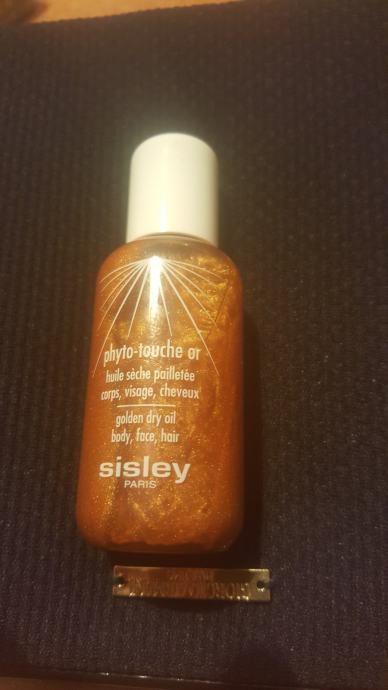 phyto-touche or
huile sèche pailletée
corps, visage, cheveux
golden dry oil
body, face, hair
sisley
PARIS